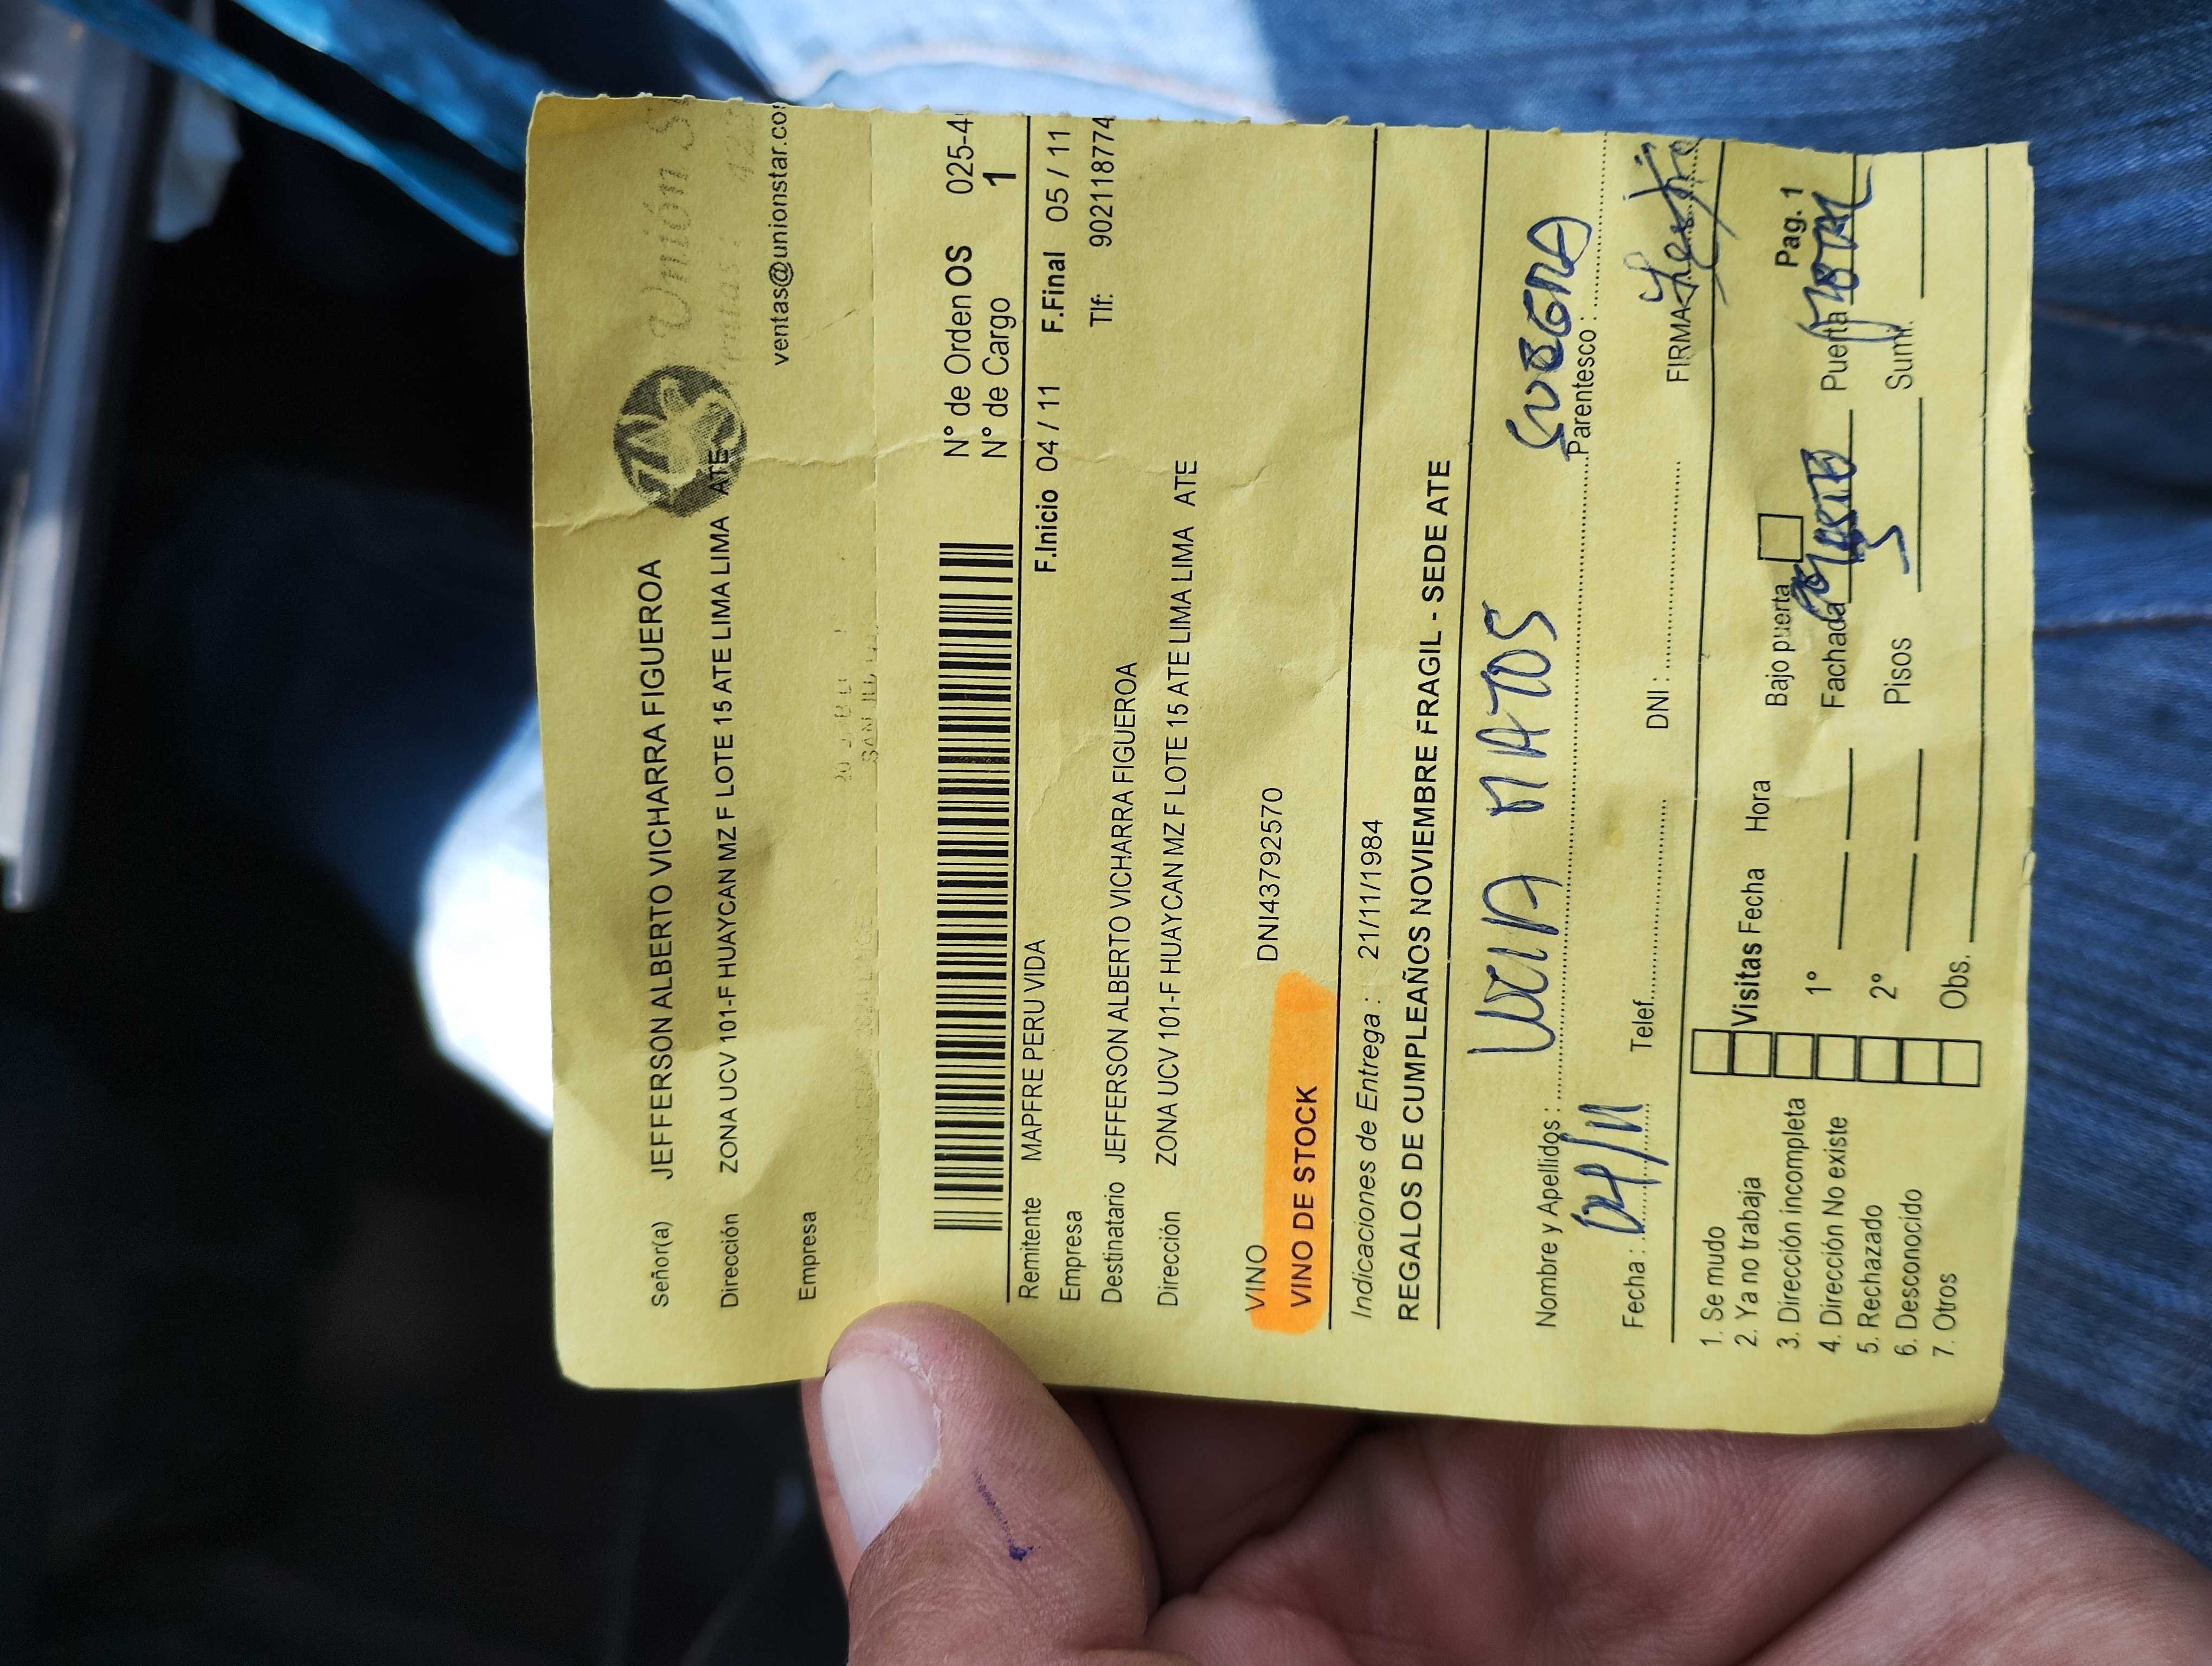 Unión S
Señor(a) JEFFERSON ALBERTO VICHARRA FIGUEROA
Dirección ZONA UCV 101-F HUAYCAN MZ F LOTE 15 ATE LIMA LIMA ATE
ventas@unionstar.co
Empresa
N° de Orden OS 025-4
N° de Cargo 1
Remitente MAPFRE PERU VIDA F.Inicio 04 / 11 F.Final 05 / 11
Empresa Tlf: 902118774
Destinatario JEFFERSON ALBERTO VICHARRA FIGUEROA
Dirección ZONA UCV 101-F HUAYCAN MZ F LOTE 15 ATE LIMA LIMA ATE
VINO DNI43792570
VINO DE STOCK
Indicaciones de Entrega : 21/11/1984
REGALOS DE CUMPLEAÑOS NOVIEMBRE FRAGIL - SEDE ATE
LUCIA MATOS SUEGRA
Nombre y Apellidos : Parentesco :
04/11
Fecha : Telef. DNI : FIRMA
1. Se mudo Visitas Fecha Hora Bajo puerta Pag. 1
2. Ya no trabaja
3. Dirección incompleta 1° Fachada Puerta
4. Dirección No existe
5. Rechazado 2° Pisos 5 Sumi.
6. Desconocido
7. Otros Obs.